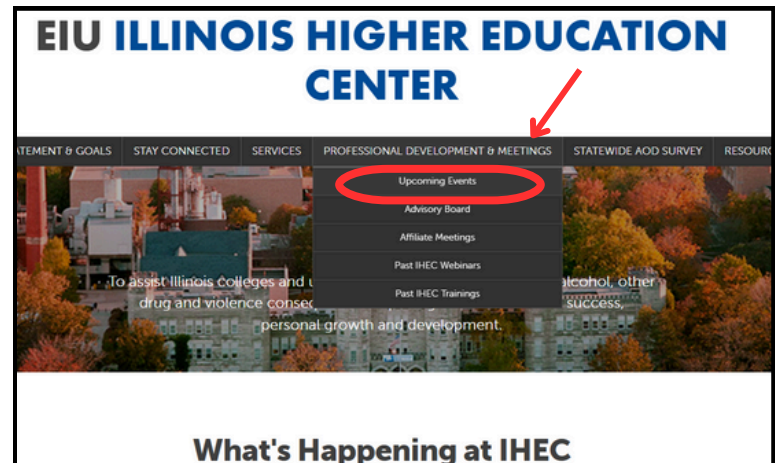 EIU ILLINOIS HIGHER EDUCATION
CENTER
ATEMENT & GOALS STAY CONNECTED SERVICES PROFESSIONAL DEVELOPMENT & MEETINGS STATEWIDE AOD SURVEY RESOURC
Upcoming Events
Advisory Board
Affiliate Meetings
Past IHEC Webinars
Past IHEC Trainings
To assist Illinois colleges and alcohol, other
drug and violence success,
personal growth and development.
What's Happening at IHEC